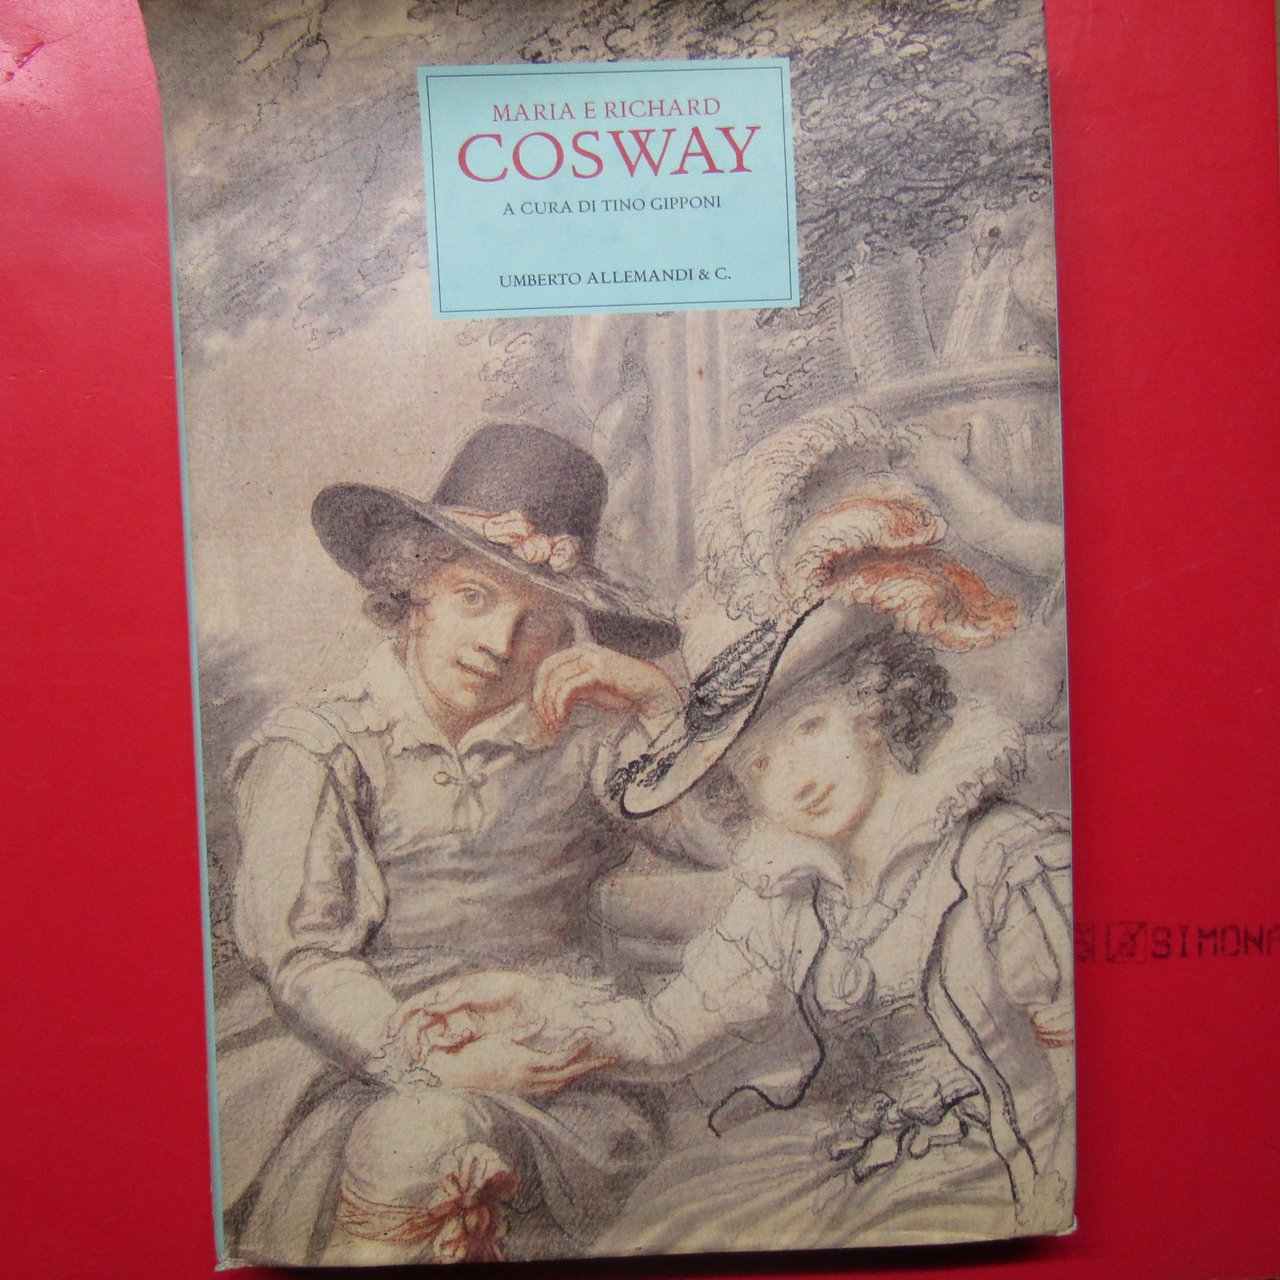 MARIA E RICHARD
COSWAY
A CURA DI TINO GIPPONI
UMBERTO ALLEMANDI & C.
SIMONA